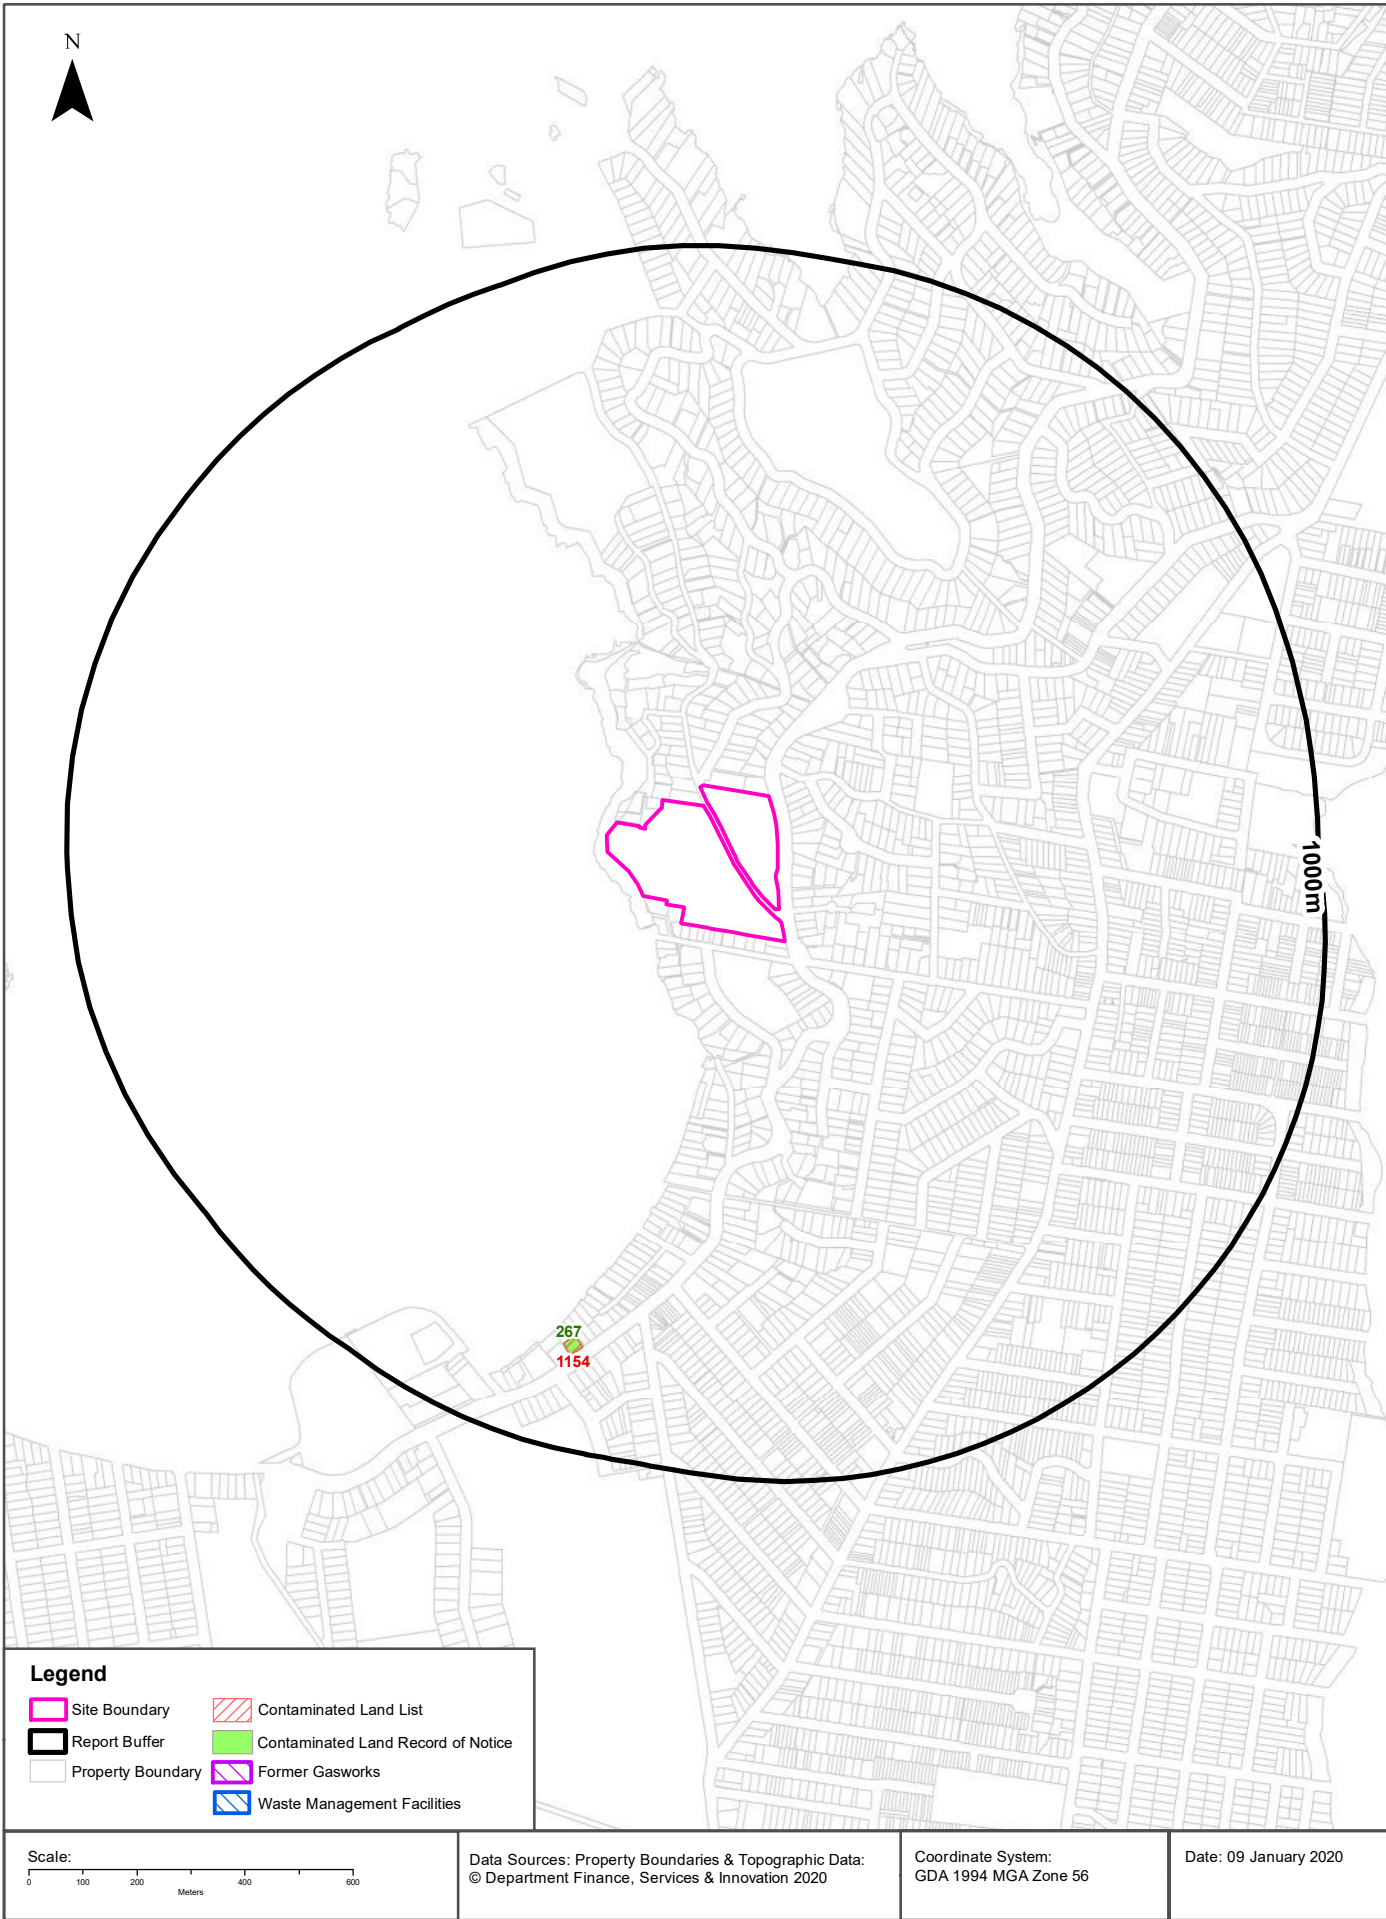 N
1000m
267
1154
Legend
Site Boundary
Report Buffer
Property Boundary
Contaminated Land List
Contaminated Land Record of Notice
Former Gasworks
Waste Management Facilities
Scale:
0 100 200 400 600
Meters
Data Sources: Property Boundaries & Topographic Data:
© Department Finance, Services & Innovation 2020
Coordinate System:
GDA 1994 MGA Zone 56
Date: 09 January 2020